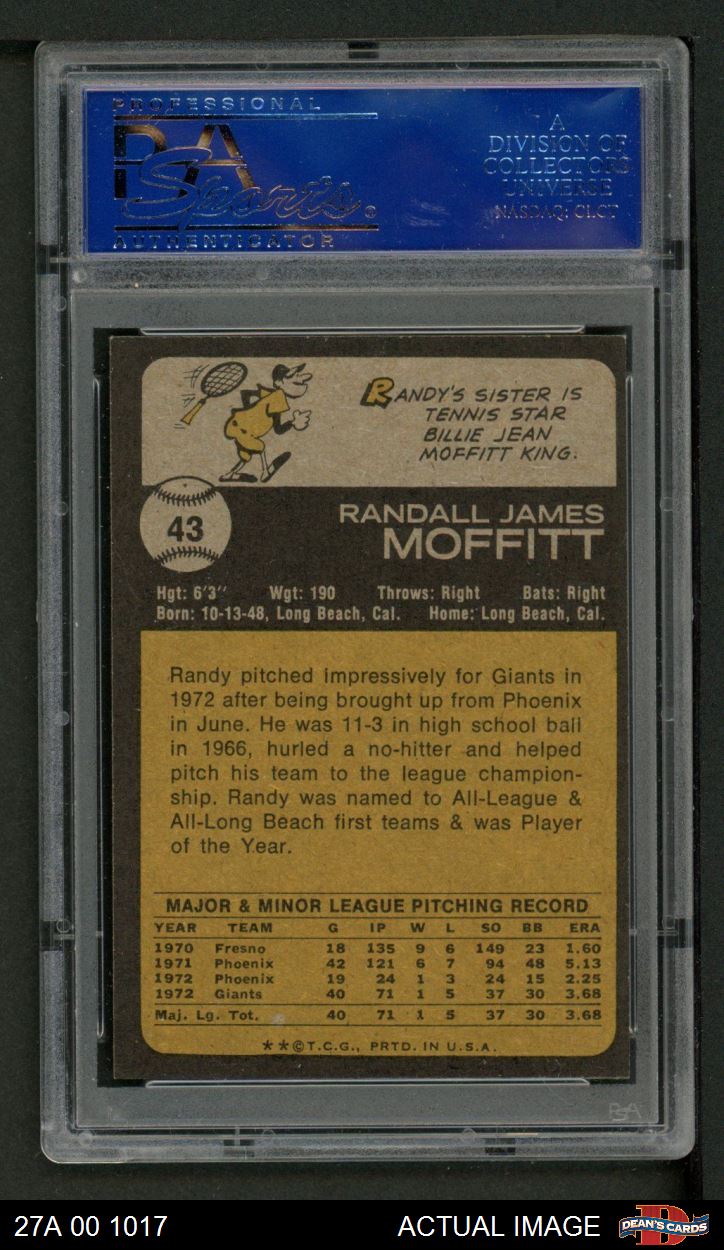 PROFESSIONAL
PSA
Sports®
AUTHENTICATOR
A
DIVISION OF
COLLECTORS
UNIVERSE
NASDAQ: CLCT
RANDY'S SISTER IS
TENNIS STAR
BILLIE JEAN
MOFFITT KING.
43
RANDALL JAMES
MOFFITT
Hgt: 6'3" Wgt: 190 Throws: Right Bats: Right
Born: 10-13-48, Long Beach, Cal. Home: Long Beach, Cal.
Randy pitched impressively for Giants in
1972 after being brought up from Phoenix
in June. He was 11-3 in high school ball
in 1966, hurled a no-hitter and helped
pitch his team to the league champion-
ship. Randy was named to All-League &
All-Long Beach first teams & was Player
of the Year.
MAJOR & MINOR LEAGUE PITCHING RECORD
YEAR TEAM G IP W L SO BB ERA
1970 Fresno 18 135 9 6 149 23 1.60
1971 Phoenix 42 121 6 7 94 48 5.13
1972 Phoenix 19 24 1 3 24 15 2.25
1972 Giants 40 71 1 5 37 30 3.68
Maj. Lg. Tot. 40 71 1 5 37 30 3.68
**©T.C.G., PRTD. IN U.S.A.
PSA
27A 00 1017 ACTUAL IMAGE DEAN'S CARDS